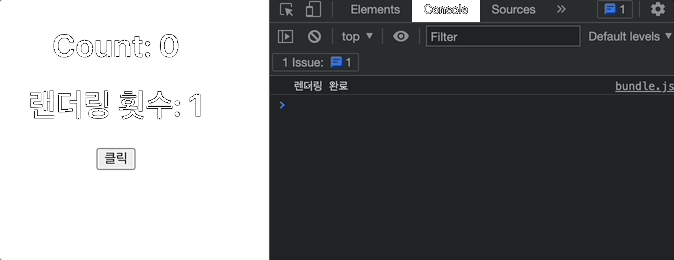 Count: 0
렌더링 횟수: 1
클릭
Elements Console Sources 1
top Filter Default levels
1 Issue: 1
렌더링 완료 bundle.js